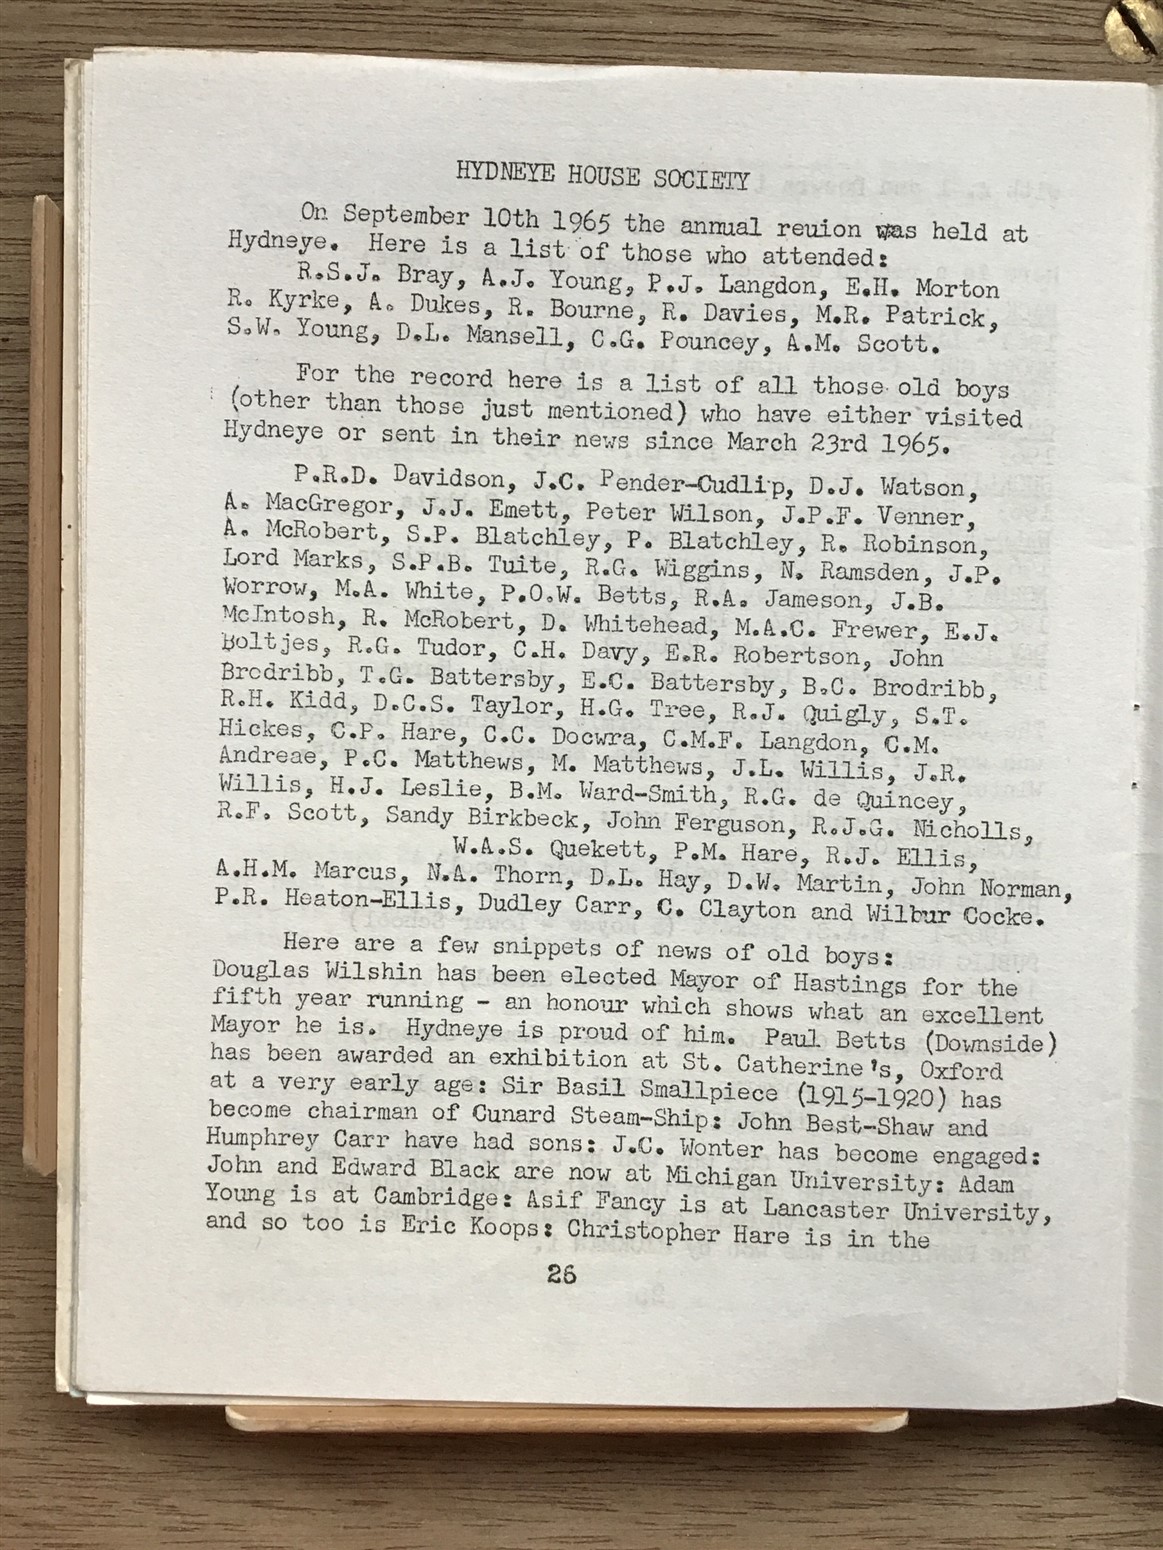 HYDNEYE HOUSE SOCIETY
On September 10th 1965 the annual reuion was held at
Hydneye. Here is a list of those who attended:
R.S.J. Bray, A.J. Young, P.J. Langdon, E.H. Morton
R. Kyrke, A. Dukes, R. Bourne, R. Davies, M.R. Patrick,
S.W. Young, D.L. Mansell, C.G. Pouncey, A.M. Scott.
For the record here is a list of all those old boys
(other than those just mentioned) who have either visited
Hydneye or sent in their news since March 23rd 1965.
P.R.D. Davidson, J.C. Pender-Cudlip, D.J. Watson,
A. MacGregor, J.J. Emett, Peter Wilson, J.P.F. Venner,
A. McRobert, S.P. Blatchley, P. Blatchley, R. Robinson,
Lord Marks, S.P.B. Tuite, R.G. Wiggins, N. Ramsden, J.P.
Worrow, M.A. White, P.O.W. Betts, R.A. Jameson, J.B.
McIntosh, R. McRobert, D. Whitehead, M.A.C. Frewer, E.J.
Boltjes, R.G. Tudor, C.H. Davy, E.R. Robertson, John
Brodribb, T.G. Battersby, E.C. Battersby, B.C. Brodribb,
R.H. Kidd, D.C.S. Taylor, H.G. Tree, R.J. Quigly, S.T.
Hickes, C.P. Hare, C.C. Docwra, C.M.F. Langdon, C.M.
Andreae, P.C. Matthews, M. Matthews, J.L. Willis, J.R.
Willis, H.J. Leslie, B.M. Ward-Smith, R.G. de Quincey,
R.F. Scott, Sandy Birkbeck, John Ferguson, R.J.G. Nicholls,
W.A.S. Quekett, P.M. Hare, R.J. Ellis,
A.H.M. Marcus, N.A. Thorn, D.L. Hay, D.W. Martin, John Norman,
P.R. Heaton-Ellis, Dudley Carr, C. Clayton and Wilbur Cocke.
Here are a few snippets of news of old boys:
Douglas Wilshin has been elected Mayor of Hastings for the
fifth year running - an honour which shows what an excellent
Mayor he is. Hydneye is proud of him. Paul Betts (Downside)
has been awarded an exhibition at St. Catherine's, Oxford
at a very early age: Sir Basil Smallpiece (1915-1920) has
become chairman of Cunard Steam-Ship: John Best-Shaw and
Humphrey Carr have had sons: J.C. Wonter has become engaged:
John and Edward Black are now at Michigan University: Adam
Young is at Cambridge: Asif Fancy is at Lancaster University,
and so too is Eric Koops: Christopher Hare is in the
26